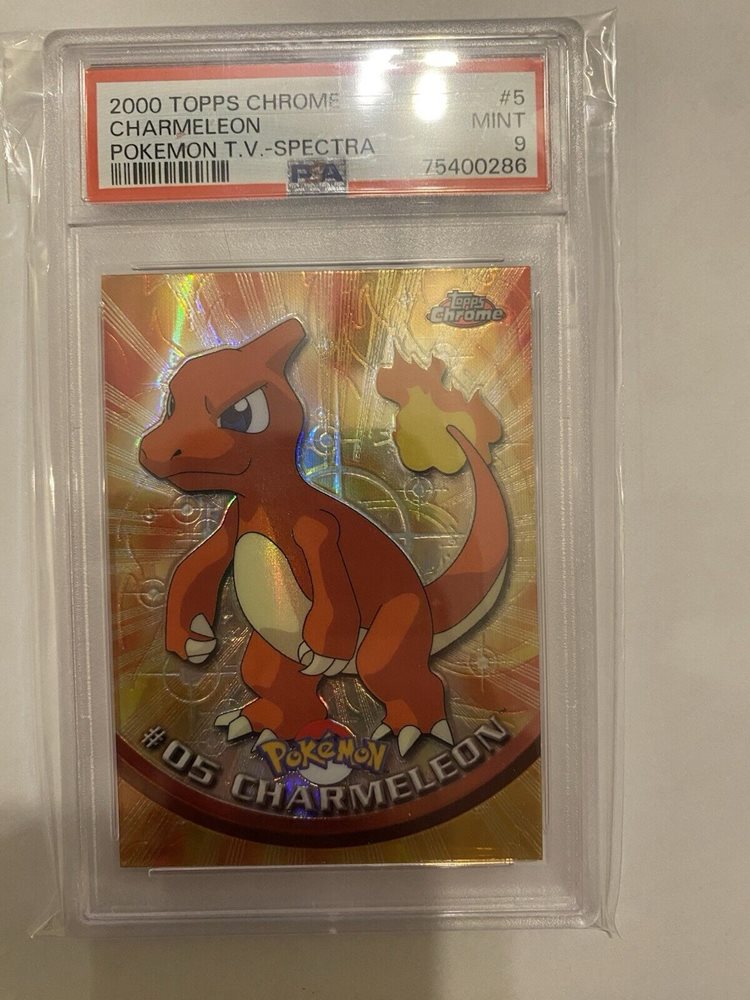 2000 TOPPS CHROME #5
CHARMELEON MINT
POKEMON T.V.-SPECTRA 9
PSA 75400286
Topps
Chrome
POKéMON
#05 CHARMELEON